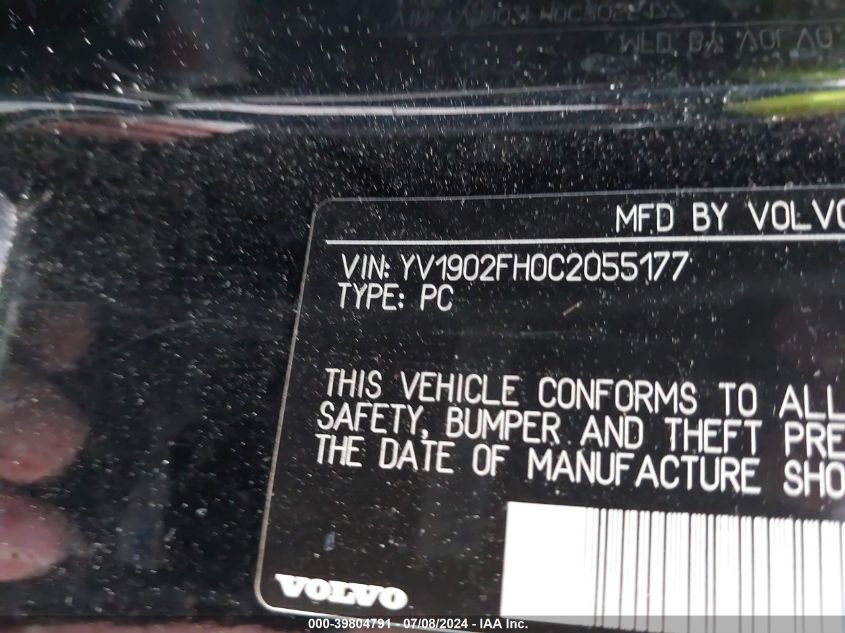 MFD BY VOLVO
VIN: YV1902FH0C2055177
TYPE: PC
THIS VEHICLE CONFORMS TO ALL
SAFETY, BUMPER AND THEFT PRE
THE DATE OF MANUFACTURE SHO
VOLVO
000-39804791 - 07/08/2024 - IAA Inc.